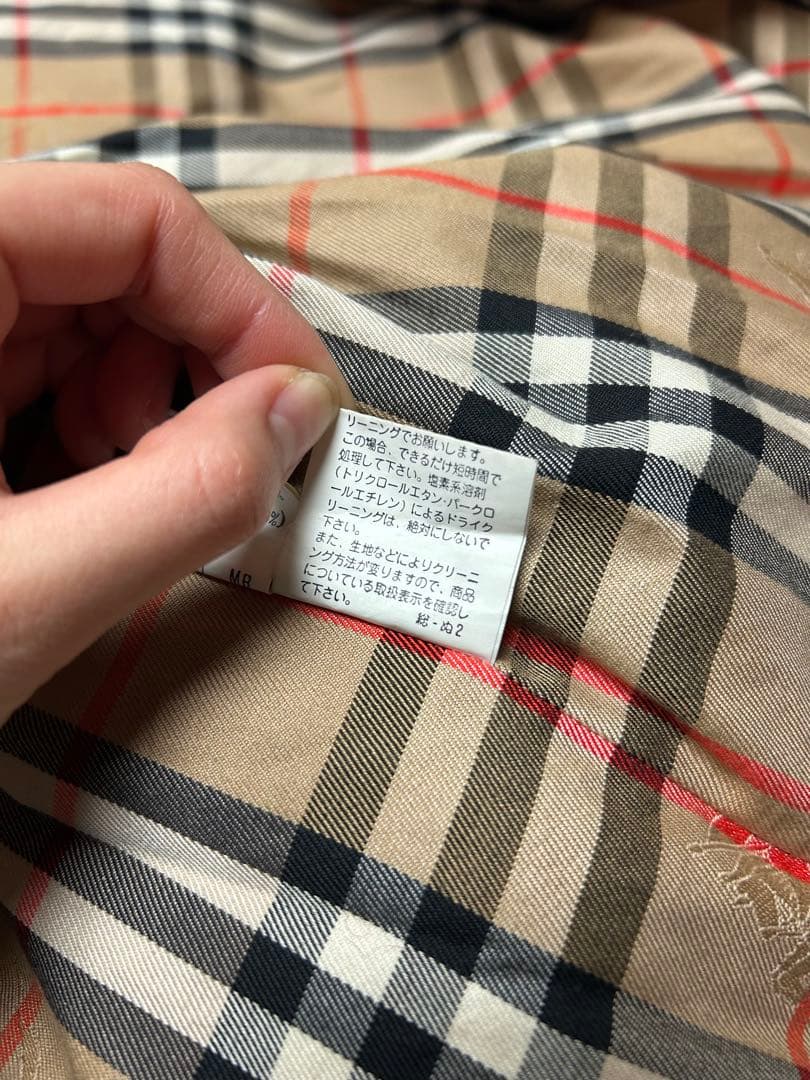 リーニングでお願いします。
この場合、できるだけ短時間で
処理して下さい。塩素系溶剤
(トリクロールエタン・パークロ
ールエチレン)によるドライク
リーニングは、絶対にしないで
下さい。
また、生地などによりクリーニ
ング方法が変りますので、商品
についている取扱表示を確認し
て下さい。
総-ぬ2
%)
M.R